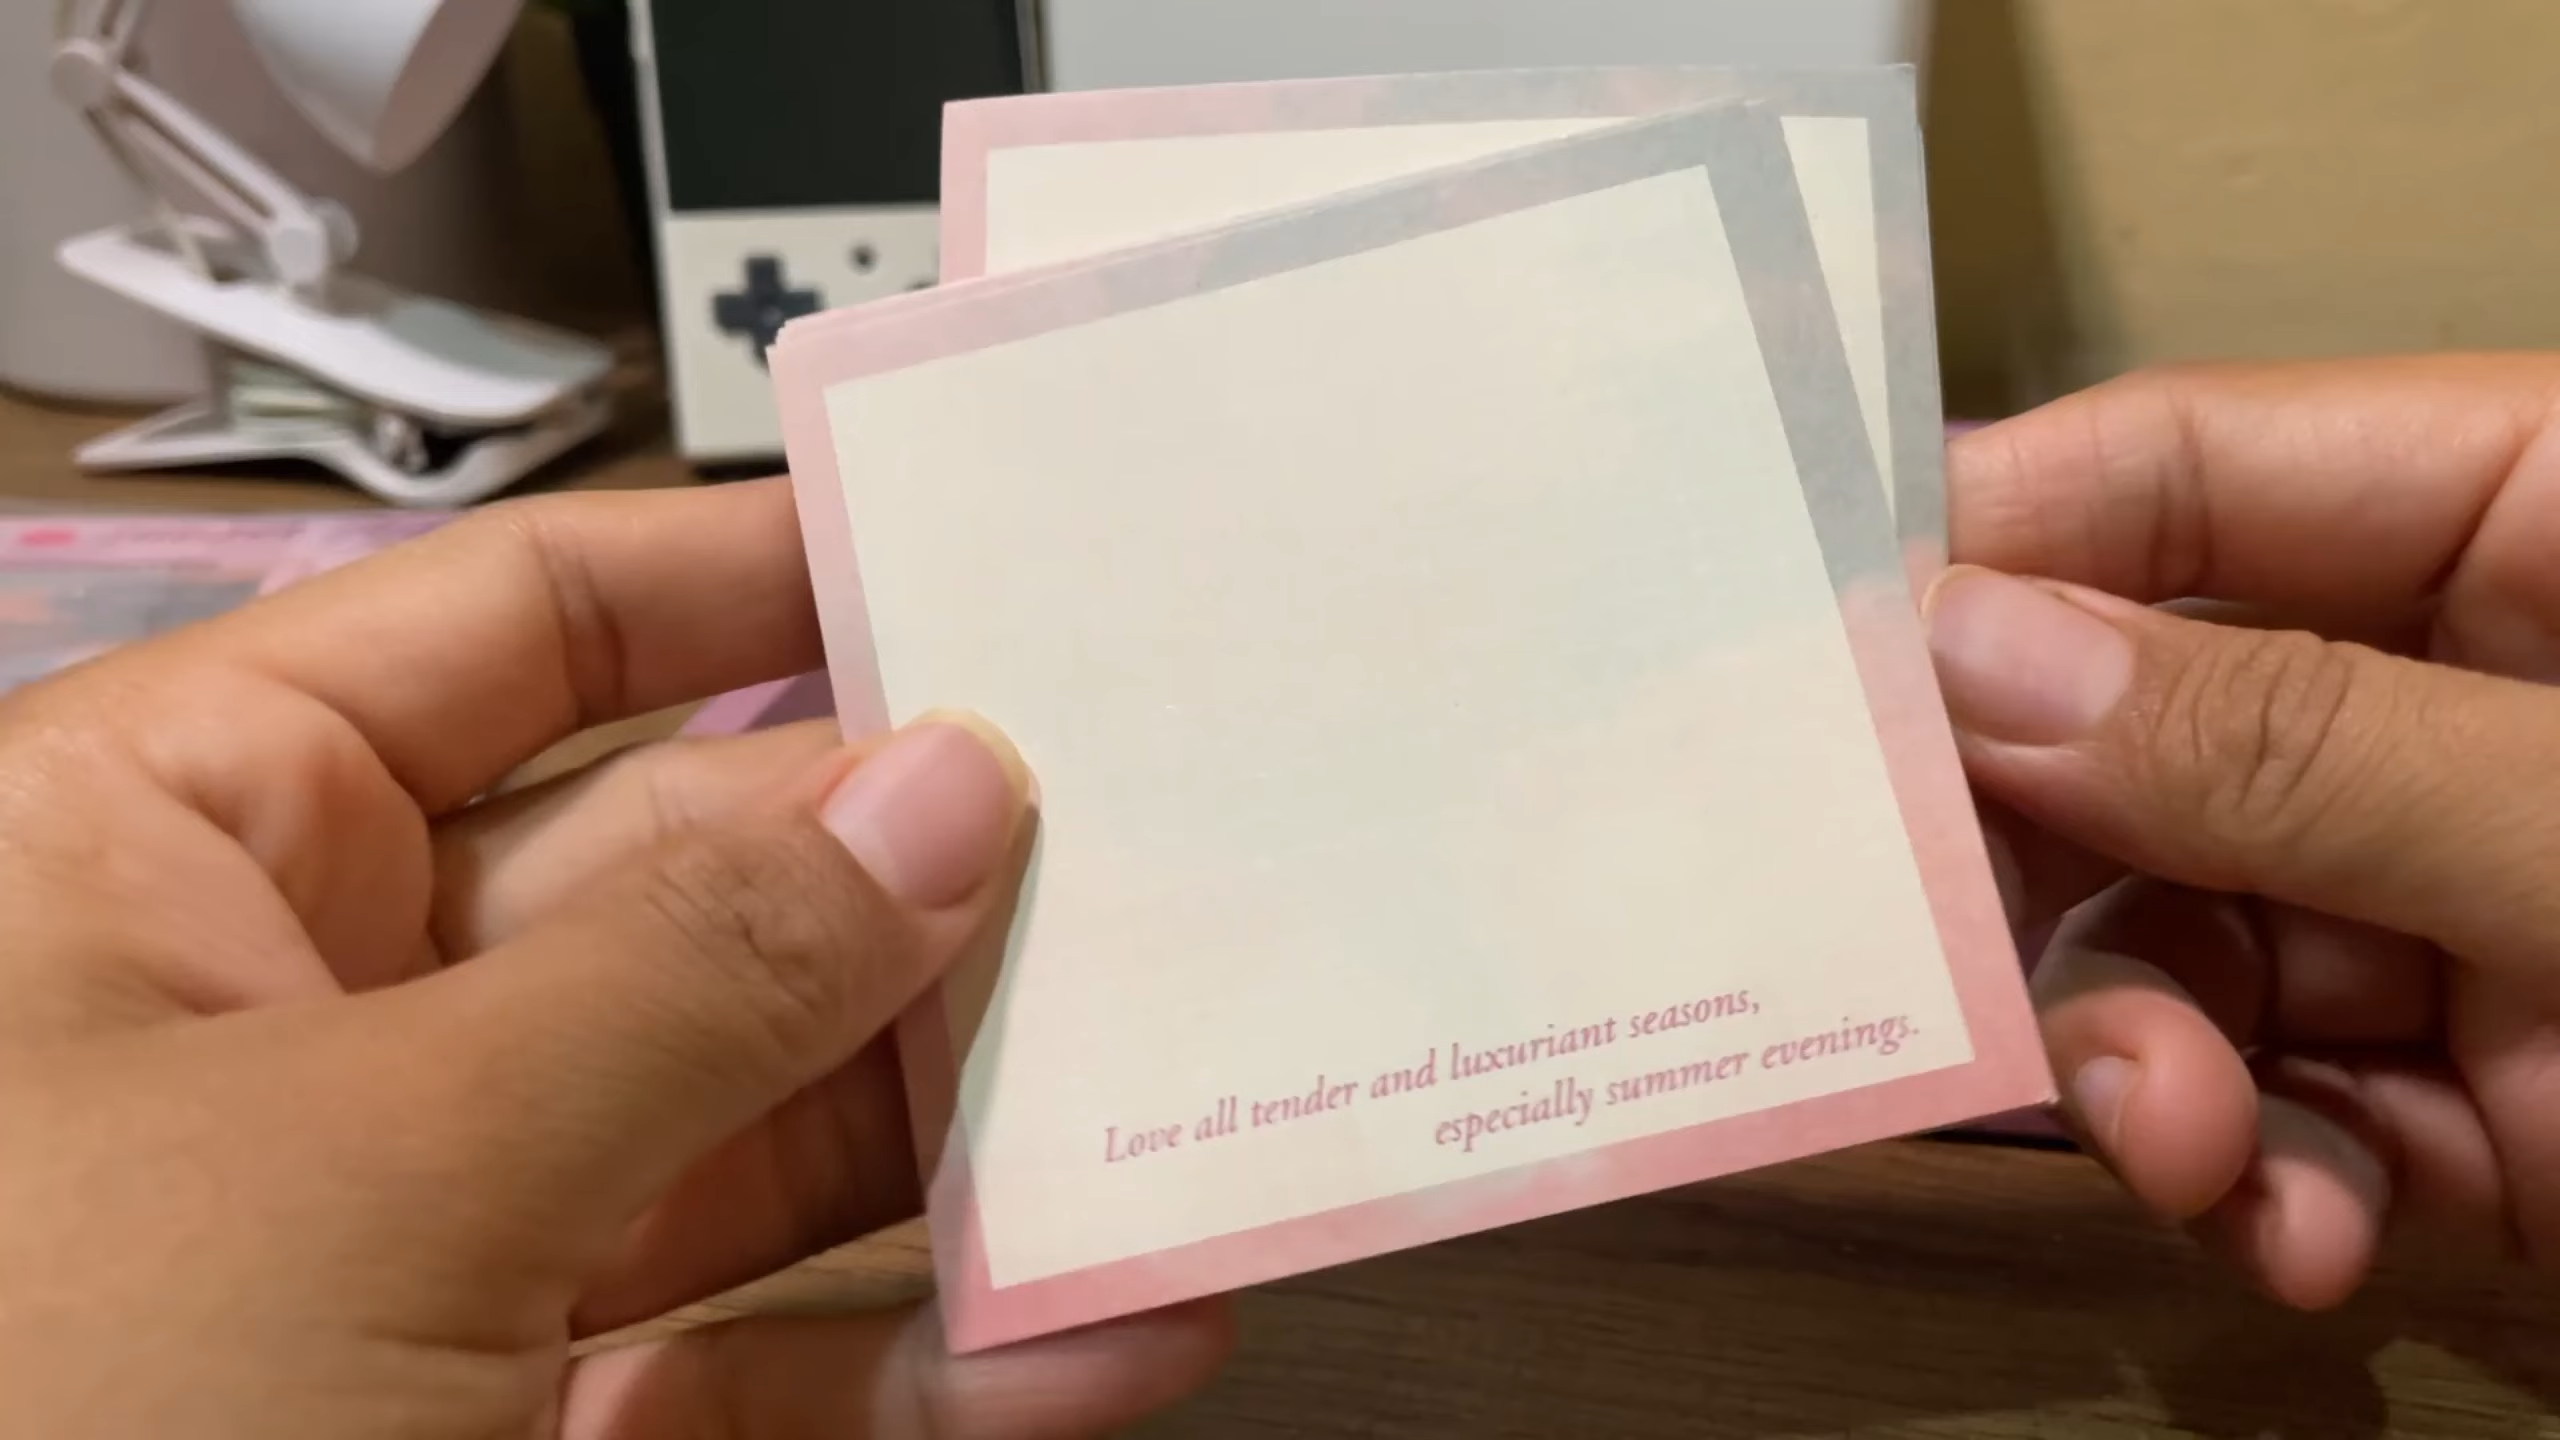 Love all tender and luxuriant seasons,
especially summer evenings.